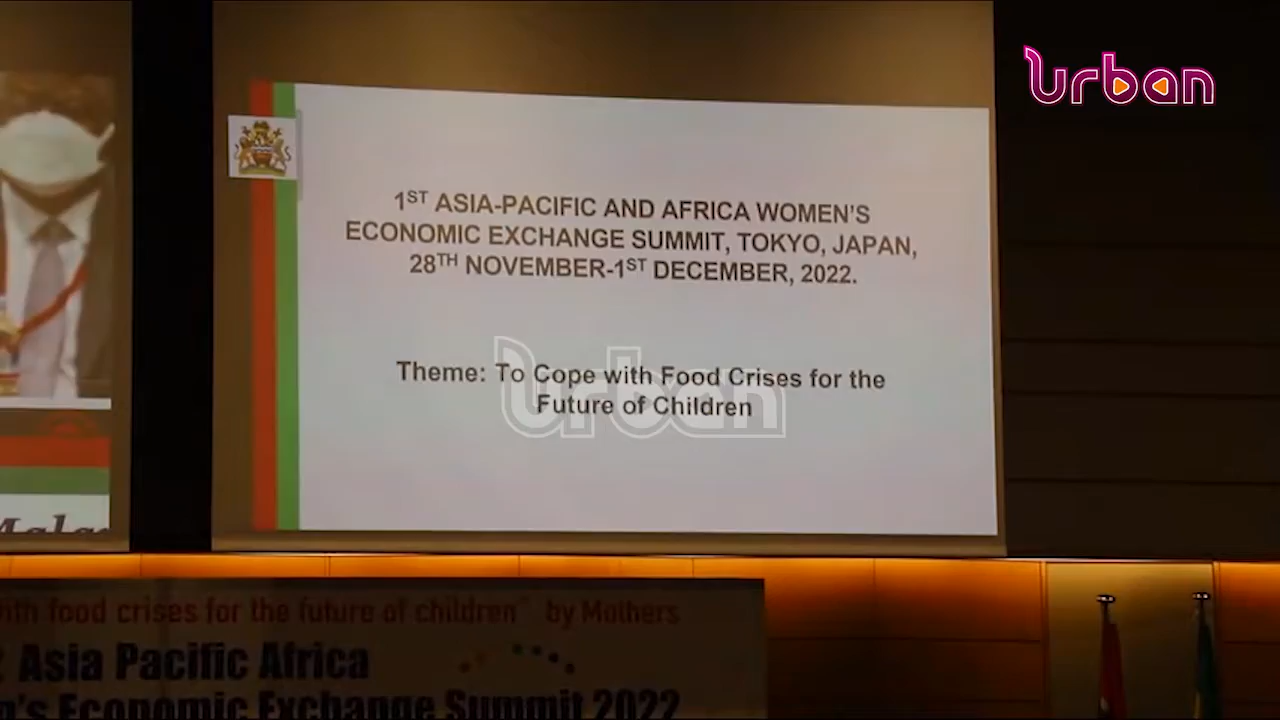 Urban
1ST ASIA-PACIFIC AND AFRICA WOMEN'S
ECONOMIC EXCHANGE SUMMIT, TOKYO, JAPAN,
28TH NOVEMBER-1ST DECEMBER, 2022.
Theme: To Cope with Food Crises for the
Future of Children
Urban
with food crises for the future of children" by Mothers
Asia Pacific Africa
n's Economic Exchange Summit 2022